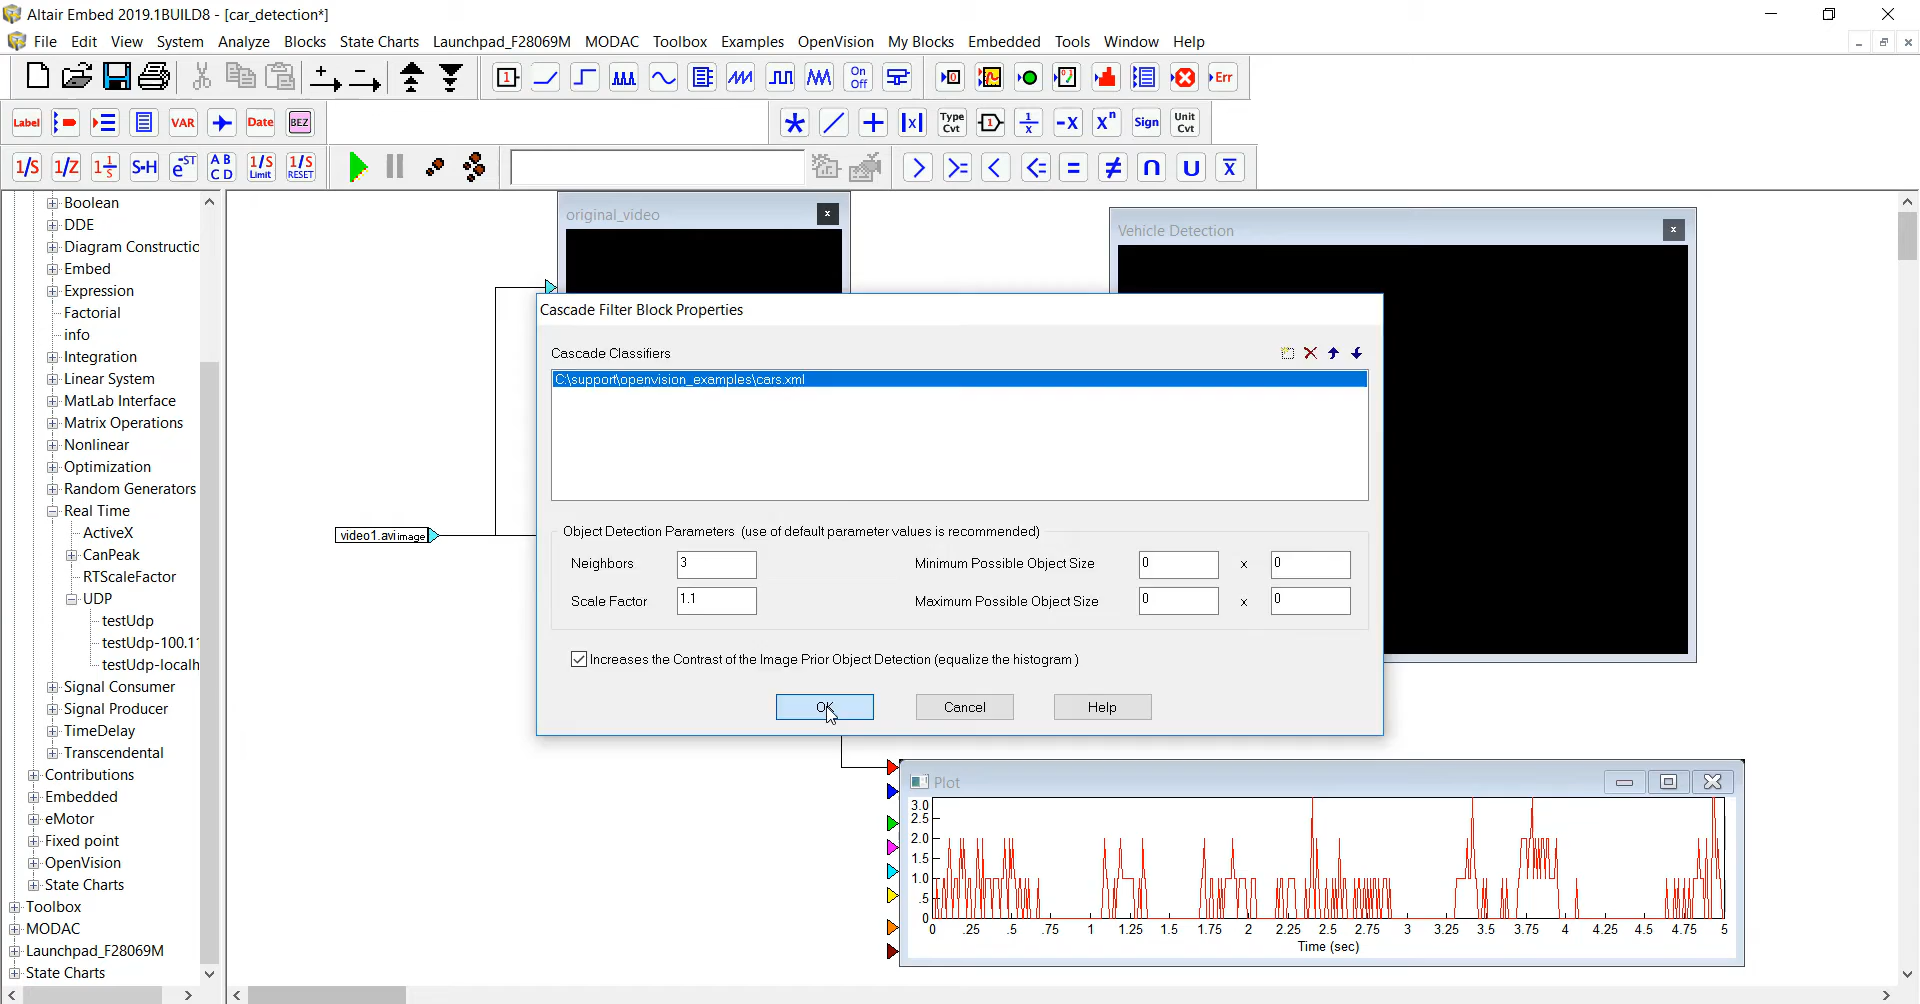 Altair Embed 2019.1BUILD8 - [car_detection*]
File Edit View System Analyze Blocks State Charts Launchpad_F28069M MODAC Toolbox Examples OpenVision My Blocks Embedded Tools Window Help
1 On Off Err
Label VAR Date BEZ Type Cvt 1 1/x -X Xⁿ Sign Unit Cvt
1/S 1/Z 1 1/S S-H e⁻ˢᵀ A B C D 1/S Limit 1/S RESET > >= < <= = ≠ ∩ U X̅
Boolean
DDE
Diagram Constructic
Embed
Expression
Factorial
info
Integration
Linear System
MatLab Interface
Matrix Operations
Nonlinear
Optimization
Random Generators
Real Time
ActiveX
CanPeak
RTScaleFactor
UDP
testUdp
testUdp-100.11
testUdp-localh
Signal Consumer
Signal Producer
TimeDelay
Transcendental
Contributions
Embedded
eMotor
Fixed point
OpenVision
State Charts
Toolbox
MODAC
Launchpad_F28069M
State Charts
original_video
Vehicle Detection
video1.avi image
Cascade Filter Block Properties
Cascade Classifiers
C:\support\openvision_examples\cars.xml
Object Detection Parameters (use of default parameter values is recommended)
Neighbors 3 Minimum Possible Object Size 0 x 0
Scale Factor 1.1 Maximum Possible Object Size 0 x 0
Increases the Contrast of the Image Prior Object Detection (equalize the histogram )
OK Cancel Help
Plot
3.0
2.5
2.0
1.5
1.0
.5
0
0 .25 .5 .75 1 1.25 1.5 1.75 2 2.25 2.5 2.75 3 3.25 3.5 3.75 4 4.25 4.5 4.75 5
Time (sec)